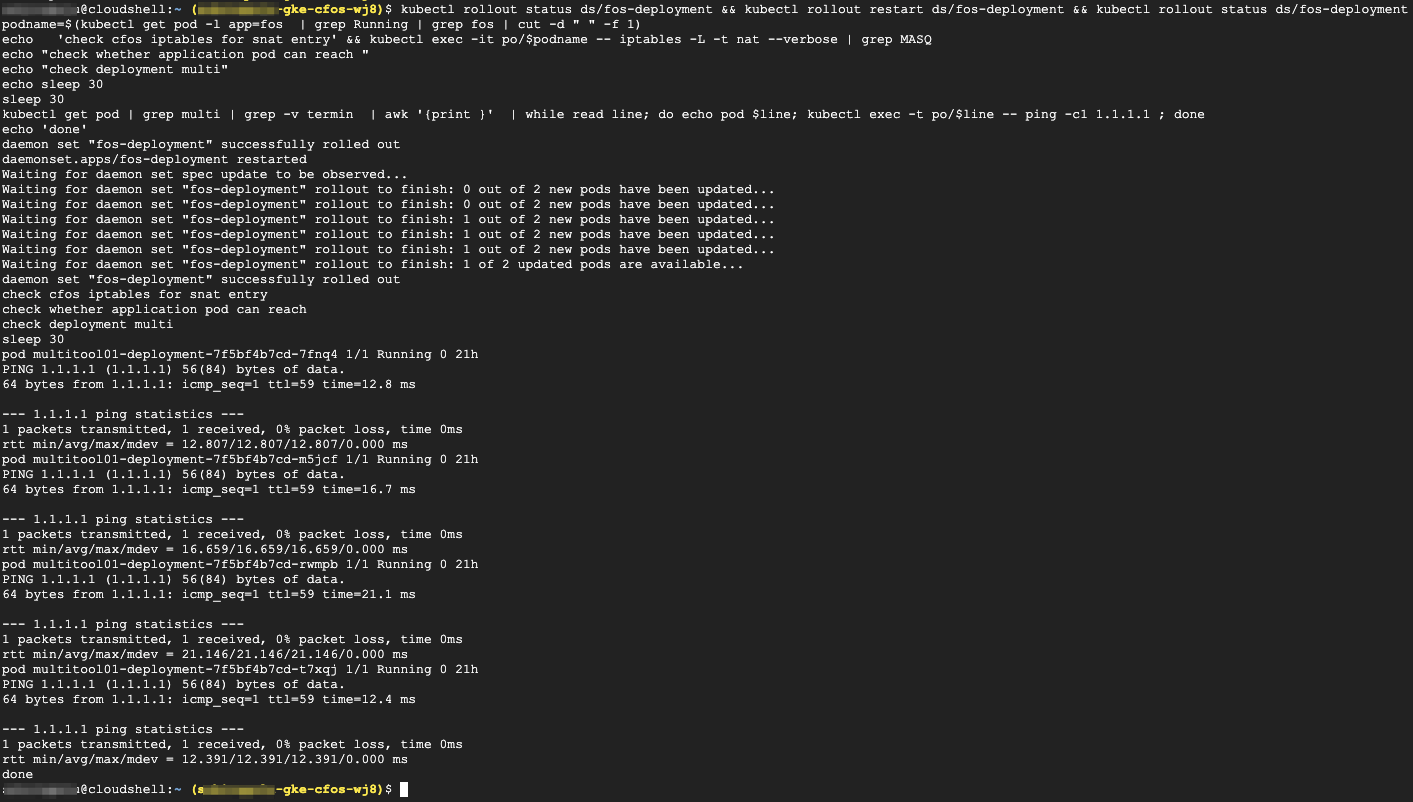 @cloudshell:~ (-gke-cfos-wj8)$ kubectl rollout status ds/fos-deployment && kubectl rollout restart ds/fos-deployment && kubectl rollout status ds/fos-deployment
podname=$(kubectl get pod -l app=fos  | grep Running | grep fos | cut -d " " -f 1)
echo   'check cfos iptables for snat entry' && kubectl exec -it po/$podname -- iptables -L -t nat --verbose | grep MASQ
echo "check whether application pod can reach "
echo "check deployment multi"
echo sleep 30
sleep 30
kubectl get pod | grep multi | grep -v termin  | awk '{print }'  | while read line; do echo pod $line; kubectl exec -t po/$line -- ping -c1 1.1.1.1 ; done
echo 'done'
daemon set "fos-deployment" successfully rolled out
daemonset.apps/fos-deployment restarted
Waiting for daemon set spec update to be observed...
Waiting for daemon set "fos-deployment" rollout to finish: 0 out of 2 new pods have been updated...
Waiting for daemon set "fos-deployment" rollout to finish: 0 out of 2 new pods have been updated...
Waiting for daemon set "fos-deployment" rollout to finish: 1 out of 2 new pods have been updated...
Waiting for daemon set "fos-deployment" rollout to finish: 1 out of 2 new pods have been updated...
Waiting for daemon set "fos-deployment" rollout to finish: 1 out of 2 new pods have been updated...
Waiting for daemon set "fos-deployment" rollout to finish: 1 of 2 updated pods are available...
daemon set "fos-deployment" successfully rolled out
check cfos iptables for snat entry
check whether application pod can reach
check deployment multi
sleep 30
pod multitool01-deployment-7f5bf4b7cd-7fnq4 1/1 Running 0 21h
PING 1.1.1.1 (1.1.1.1) 56(84) bytes of data.
64 bytes from 1.1.1.1: icmp_seq=1 ttl=59 time=12.8 ms
--- 1.1.1.1 ping statistics ---
1 packets transmitted, 1 received, 0% packet loss, time 0ms
rtt min/avg/max/mdev = 12.807/12.807/12.807/0.000 ms
pod multitool01-deployment-7f5bf4b7cd-m5jcf 1/1 Running 0 21h
PING 1.1.1.1 (1.1.1.1) 56(84) bytes of data.
64 bytes from 1.1.1.1: icmp_seq=1 ttl=59 time=16.7 ms
--- 1.1.1.1 ping statistics ---
1 packets transmitted, 1 received, 0% packet loss, time 0ms
rtt min/avg/max/mdev = 16.659/16.659/16.659/0.000 ms
pod multitool01-deployment-7f5bf4b7cd-rwmpb 1/1 Running 0 21h
PING 1.1.1.1 (1.1.1.1) 56(84) bytes of data.
64 bytes from 1.1.1.1: icmp_seq=1 ttl=59 time=21.1 ms
--- 1.1.1.1 ping statistics ---
1 packets transmitted, 1 received, 0% packet loss, time 0ms
rtt min/avg/max/mdev = 21.146/21.146/21.146/0.000 ms
pod multitool01-deployment-7f5bf4b7cd-t7xqj 1/1 Running 0 21h
PING 1.1.1.1 (1.1.1.1) 56(84) bytes of data.
64 bytes from 1.1.1.1: icmp_seq=1 ttl=59 time=12.4 ms
--- 1.1.1.1 ping statistics ---
1 packets transmitted, 1 received, 0% packet loss, time 0ms
rtt min/avg/max/mdev = 12.391/12.391/12.391/0.000 ms
done
@cloudshell:~ (-gke-cfos-wj8)$